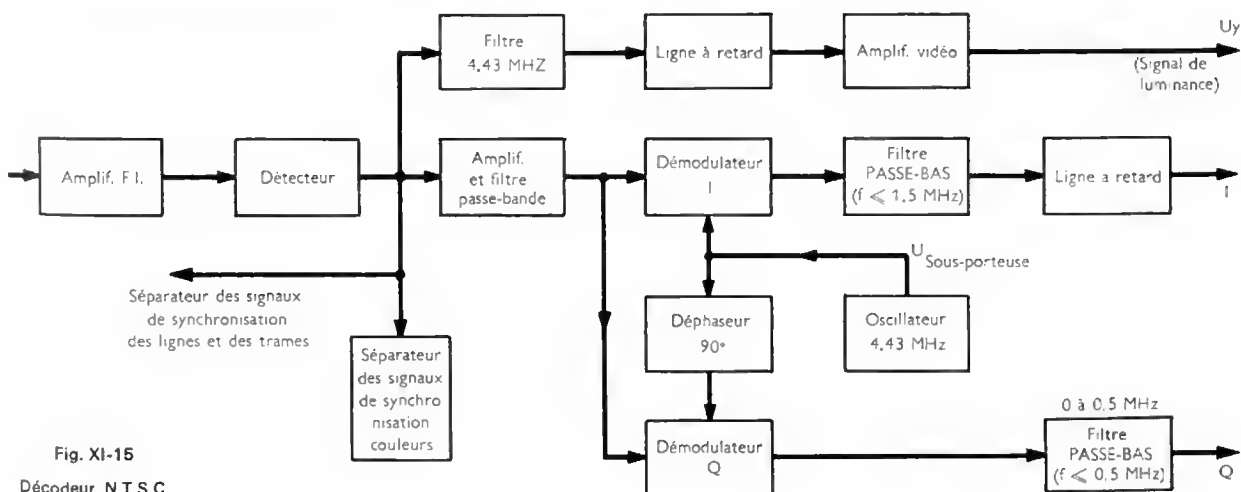 Filtre
4,43 MHZ
Ligne à retard
Amplif. vidéo
Uy
(Signal de
luminance)
Amplif. F.I.
Détecteur
Amplif.
et filtre
passe-bande
Démodulateur
I
Filtre
PASSE-BAS
(f ⩽ 1,5 MHz)
Ligne a retard
I
Séparateur des signaux
de synchronisation
des lignes et des trames
Séparateur
des signaux
de synchro
nisation
couleurs
U Sous-porteuse
Déphaseur
90°
Oscillateur
4,43 MHz
Démodulateur
Q
0 à 0,5 MHz
Filtre
PASSE-BAS
(f ⩽ 0,5 MHz)
Q
Fig. XI-15
Décodeur N.T.S.C.